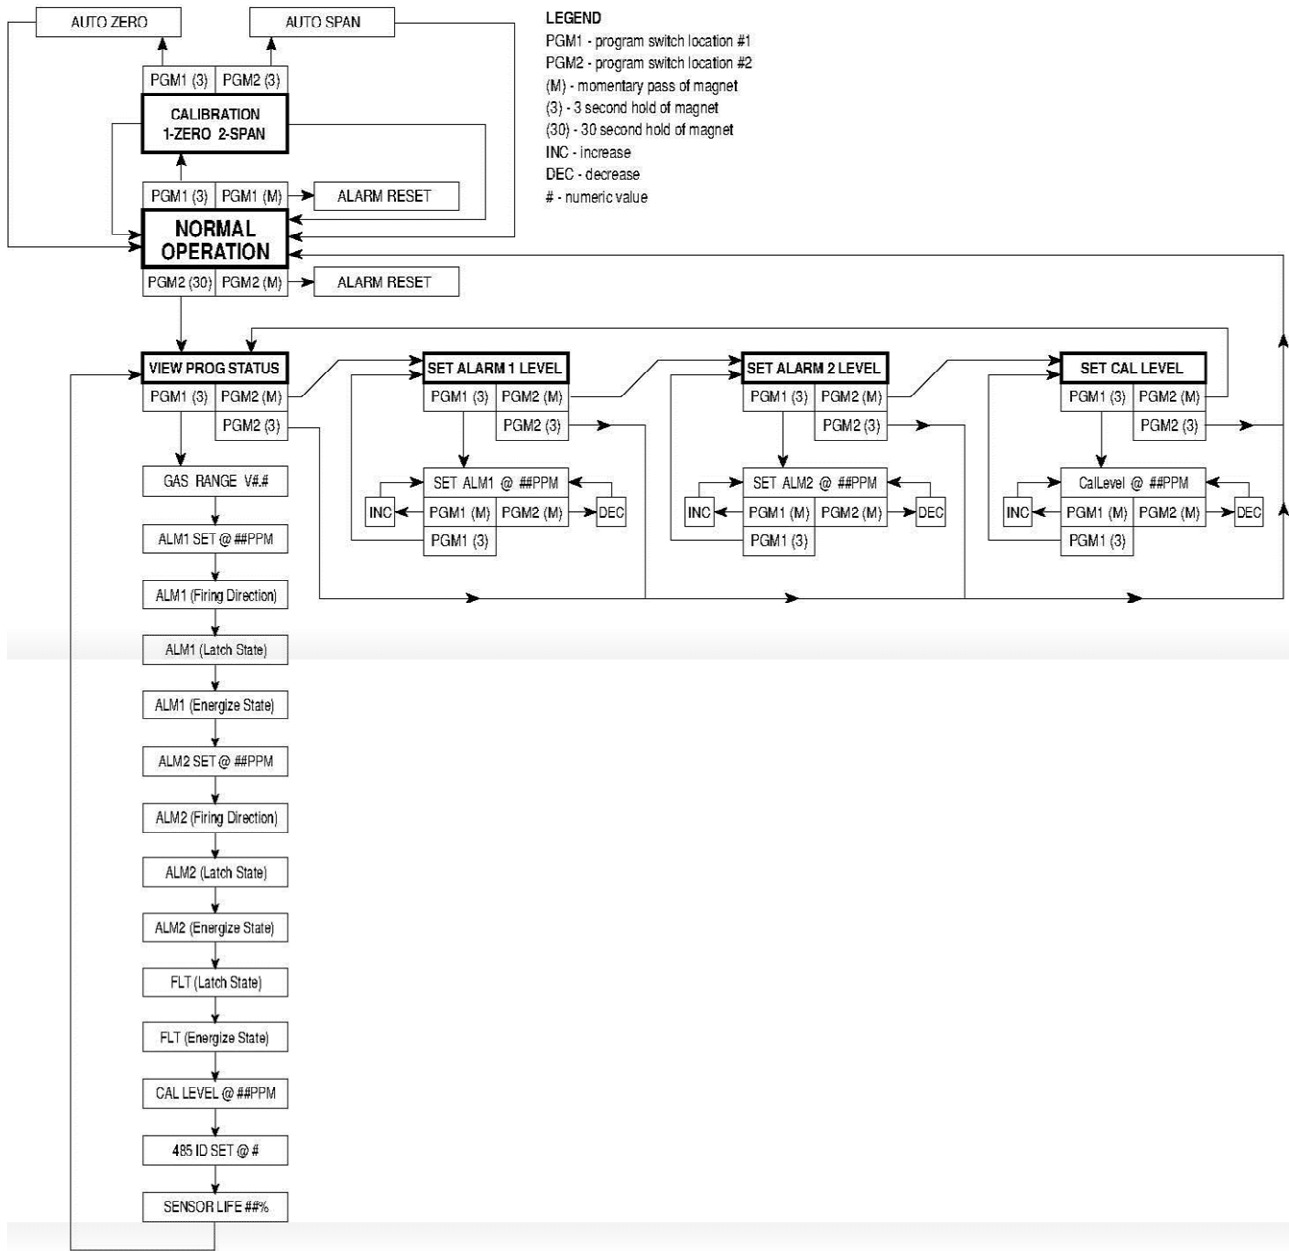 AUTO ZERO
AUTO SPAN
LEGEND
PGM1 - program switch location #1
PGM2 - program switch location #2
(M) - momentary pass of magnet
(3) - 3 second hold of magnet
(30) - 30 second hold of magnet
INC - increase
DEC - decrease
# - numeric value
PGM1 (3) PGM2 (3)
CALIBRATION
1-ZERO 2-SPAN
PGM1 (3) PGM1 (M) ALARM RESET
NORMAL
OPERATION
PGM2 (30) PGM2 (M) ALARM RESET
VIEW PROG STATUS
PGM1 (3) PGM2 (M)
PGM2 (3)
SET ALARM 1 LEVEL
PGM1 (3) PGM2 (M)
PGM2 (3)
SET ALM1 @ ##PPM
INC PGM1 (M) PGM2 (M) DEC
PGM1 (3)
SET ALARM 2 LEVEL
PGM1 (3) PGM2 (M)
PGM2 (3)
SET ALM2 @ ##PPM
INC PGM1 (M) PGM2 (M) DEC
PGM1 (3)
SET CAL LEVEL
PGM1 (3) PGM2 (M)
PGM2 (3)
CalLevel @ ##PPM
INC PGM1 (M) PGM2 (M) DEC
PGM1 (3)
GAS RANGE V#.#
ALM1 SET @ ##PPM
ALM1 (Firing Direction)
ALM1 (Latch State)
ALM1 (Energize State)
ALM2 SET @ ##PPM
ALM2 (Firing Direction)
ALM2 (Latch State)
ALM2 (Energize State)
FLT (Latch State)
FLT (Energize State)
CAL LEVEL @ ##PPM
485 ID SET @ #
SENSOR LIFE ##%